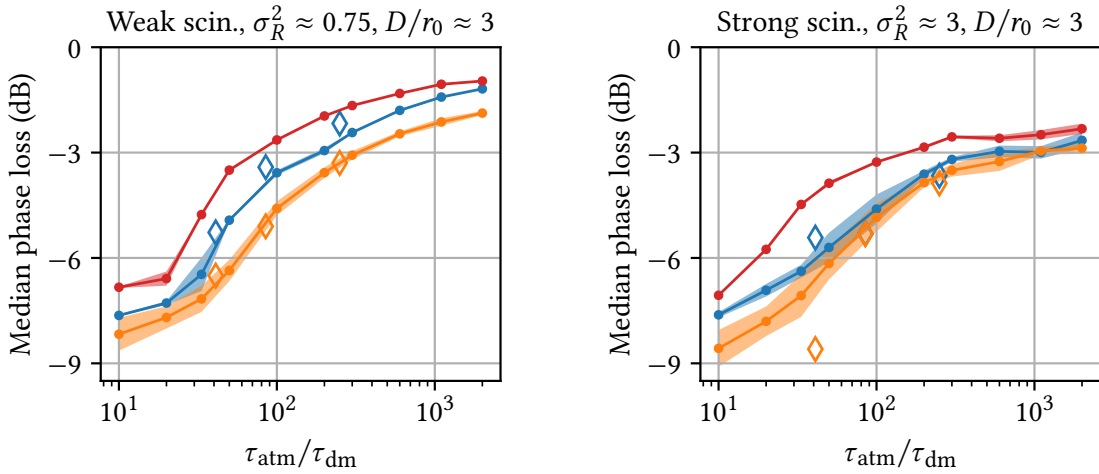 Weak scin., σ_R^2 ≈ 0.75, D/r_0 ≈ 3
Median phase loss (dB)
0
−3
−6
−9
10^1
10^2
10^3
τ_atm/τ_dm
Strong scin., σ_R^2 ≈ 3, D/r_0 ≈ 3
Median phase loss (dB)
0
−3
−6
−9
10^1
10^2
10^3
τ_atm/τ_dm